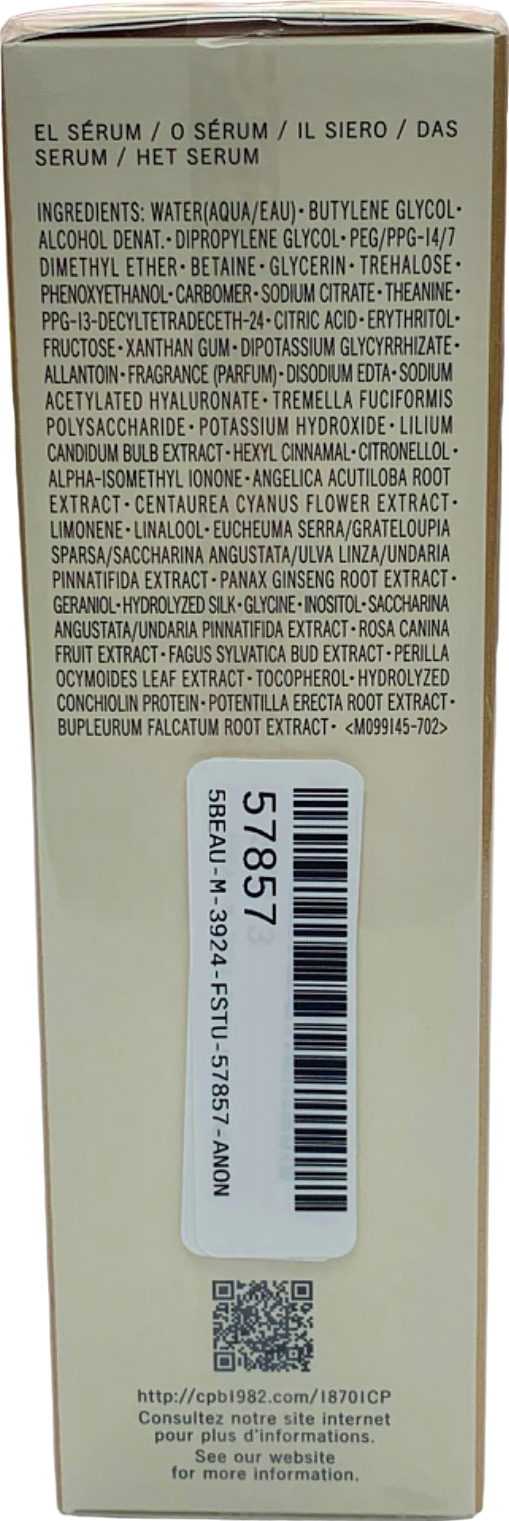 EL SÉRUM / O SÉRUM / IL SIERO / DAS
SERUM / HET SERUM
INGREDIENTS: WATER(AQUA/EAU)• BUTYLENE GLYCOL•
ALCOHOL DENAT.• DIPROPYLENE GLYCOL• PEG/PPG-14/7
DIMETHYL ETHER• BETAINE• GLYCERIN• TREHALOSE•
PHENOXYETHANOL• CARBOMER• SODIUM CITRATE• THEANINE•
PPG-13-DECYLTETRADECETH-24• CITRIC ACID• ERYTHRITOL•
FRUCTOSE• XANTHAN GUM• DIPOTASSIUM GLYCYRRHIZATE•
ALLANTOIN• FRAGRANCE (PARFUM)• DISODIUM EDTA• SODIUM
ACETYLATED HYALURONATE• TREMELLA FUCIFORMIS
POLYSACCHARIDE• POTASSIUM HYDROXIDE• LILIUM
CANDIDUM BULB EXTRACT• HEXYL CINNAMAL• CITRONELLOL•
ALPHA-ISOMETHYL IONONE• ANGELICA ACUTILOBA ROOT
EXTRACT• CENTAUREA CYANUS FLOWER EXTRACT•
LIMONENE• LINALOOL• EUCHEUMA SERRA/GRATELOUPIA
SPARSA/SACCHARINA ANGUSTATA/ULVA LINZA/UNDARIA
PINNATIFIDA EXTRACT• PANAX GINSENG ROOT EXTRACT•
GERANIOL• HYDROLYZED SILK• GLYCINE• INOSITOL• SACCHARINA
ANGUSTATA/UNDARIA PINNATIFIDA EXTRACT• ROSA CANINA
FRUIT EXTRACT• FAGUS SYLVATICA BUD EXTRACT• PERILLA
OCYMOIDES LEAF EXTRACT• TOCOPHEROL• HYDROLYZED
CONCHIOLIN PROTEIN• POTENTILLA ERECTA ROOT EXTRACT•
BUPLEURUM FALCATUM ROOT EXTRACT• <M099145-702>
57857
5BEAU-M-3924-FSTU-57857-ANON
http://cpb1982.com/18701CP
Consultez notre site internet
pour plus d'informations.
See our website
for more information.